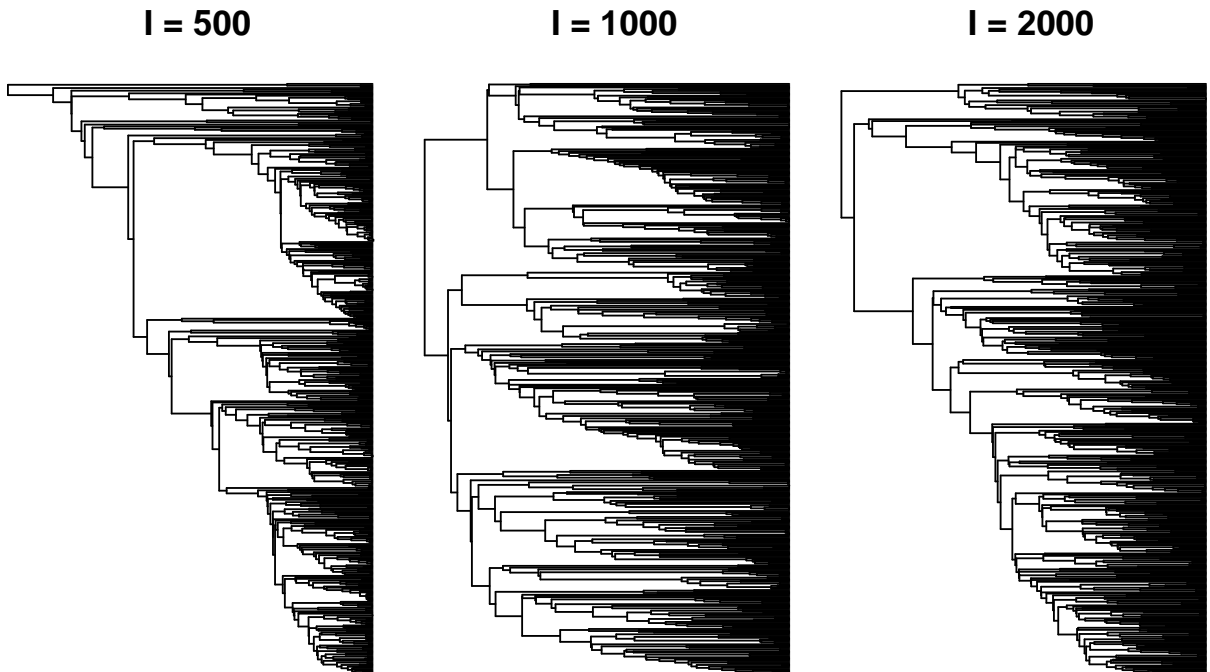 I = 500
I = 1000
I = 2000